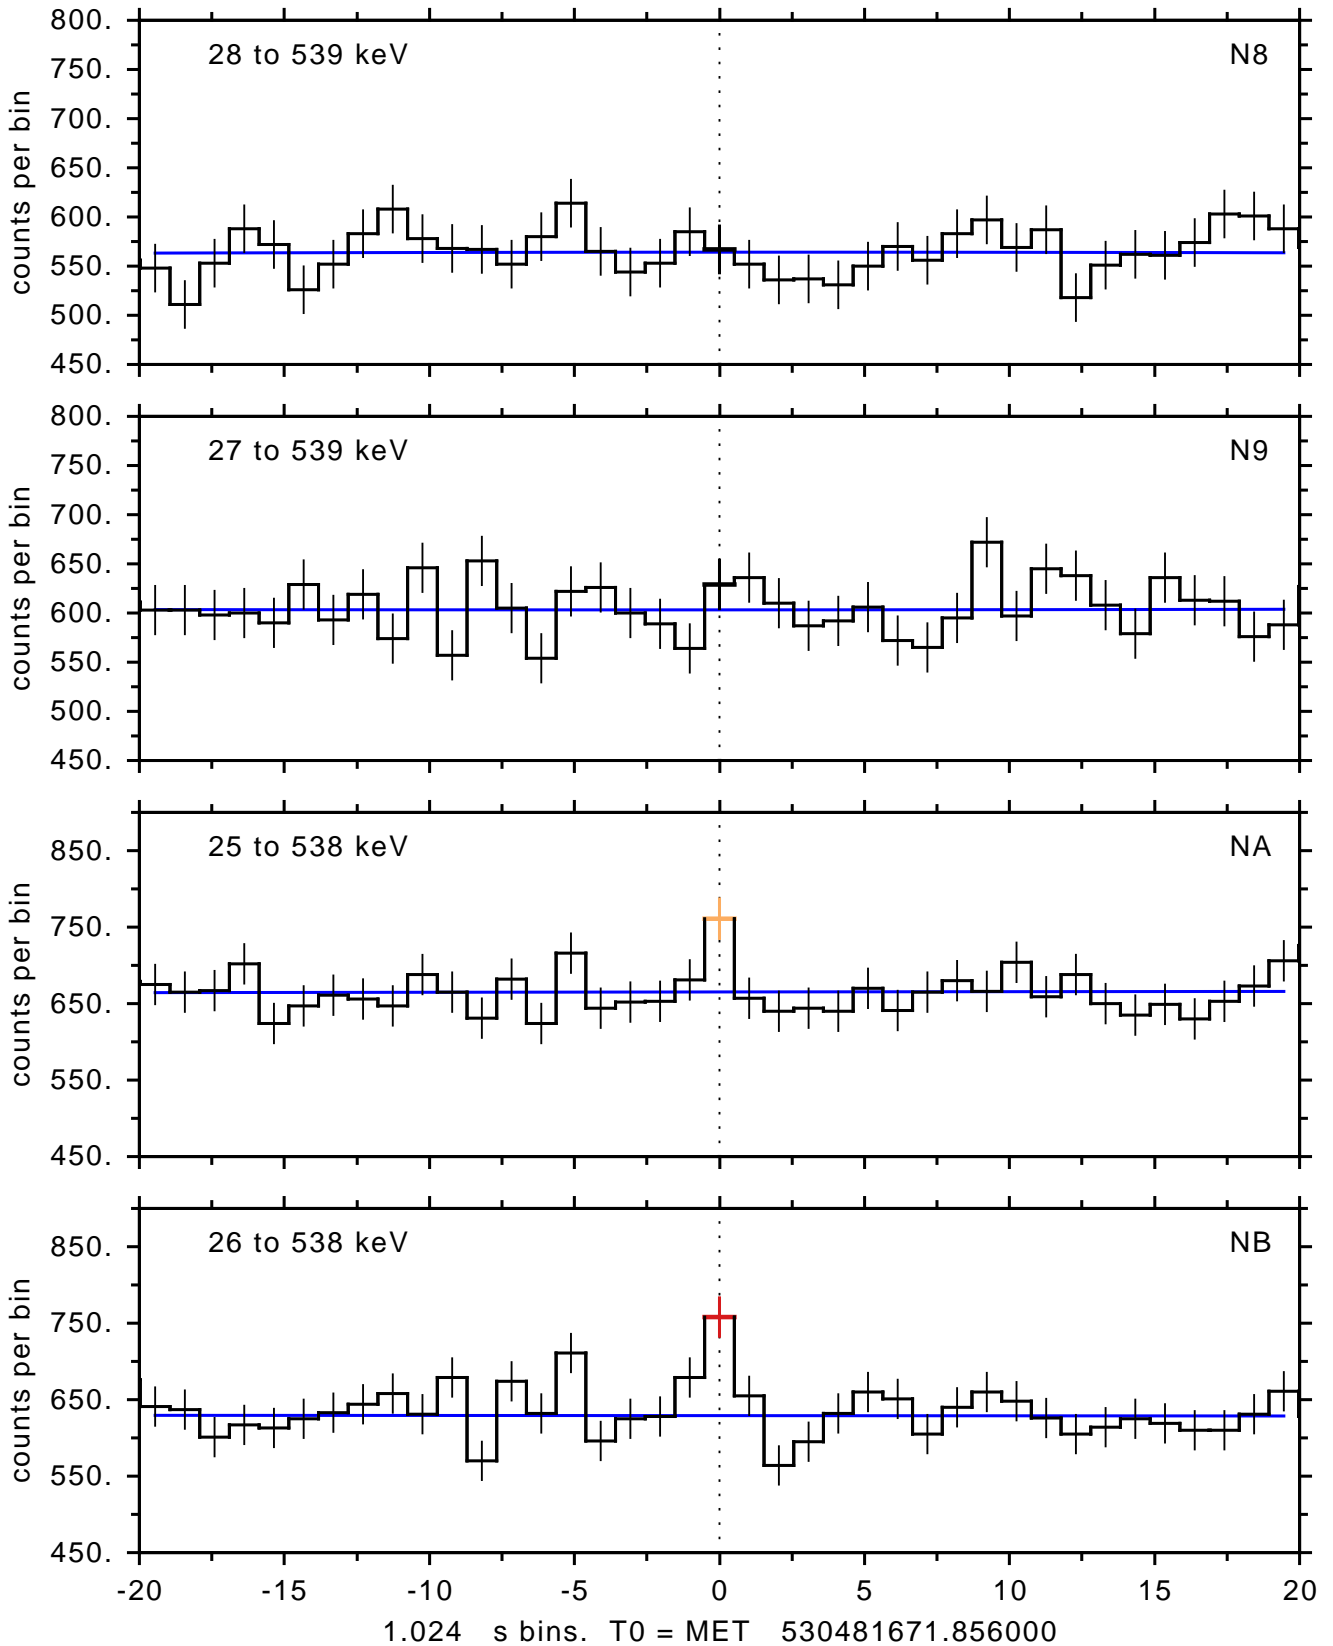 800.
28 to 539 keV N8
750.
700.
650.
600.
550.
500.
450.
counts per bin
800.
27 to 539 keV N9
750.
700.
650.
600.
550.
500.
450.
counts per bin
25 to 538 keV NA
850.
750.
650.
550.
450.
counts per bin
26 to 538 keV NB
850.
750.
650.
550.
450.
counts per bin
-20 -15 -10 -5 0 5 10 15 20
1.024 s bins. T0 = MET 530481671.856000